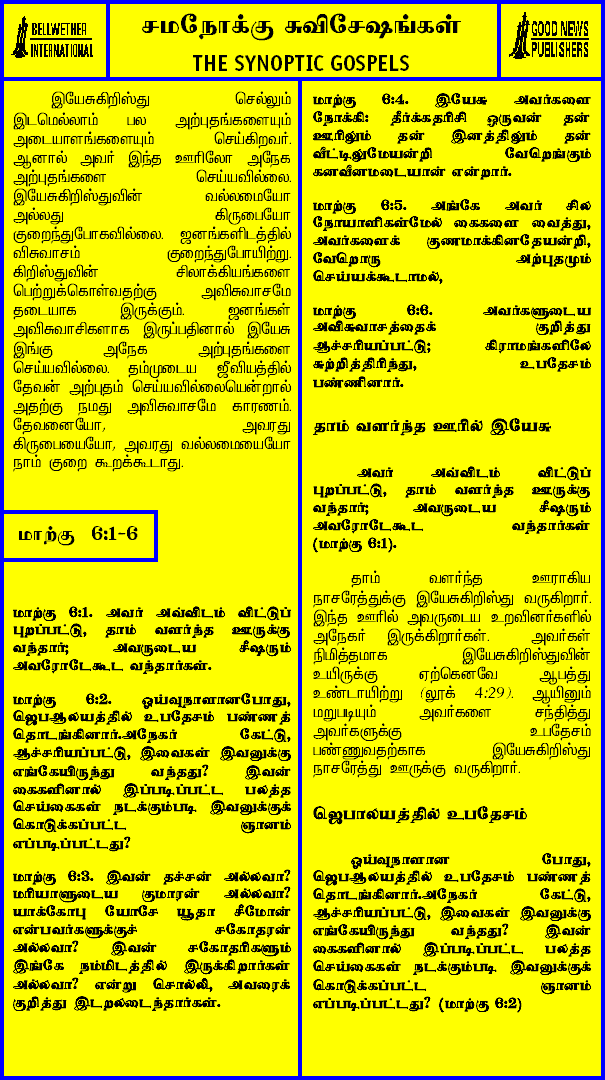 BELLWETHER
INTERNATIONAL
சமநோக்கு சுவிசேஷங்கள்
THE SYNOPTIC GOSPELS
GOOD NEWS
PUBLISHERS
இயேசுகிறிஸ்து செல்லும்
இடமெல்லாம் பல அற்புதங்களையும்
அடையாளங்களையும் செய்கிறவர்.
ஆனால் அவர் இந்த ஊரிலோ அநேக
அற்புதங்களை செய்யவில்லை.
இயேசுகிறிஸ்துவின் வல்லமையோ
அல்லது கிருபையோ
குறைந்துபோகவில்லை. ஜனங்களிடத்தில்
விசுவாசம் குறைந்துபோயிற்று.
கிறிஸ்துவின் சிலாக்கியங்களை
பெற்றுக்கொள்வதற்கு அவிசுவாசமே
தடையாக இருக்கும். ஜனங்கள்
அவிசுவாசிகளாக இருப்பதினால் இயேசு
இங்கு அநேக அற்புதங்களை
செய்யவில்லை. தம்முடைய ஜீவியத்தில்
தேவன் அற்புதம் செய்யவில்லையென்றால்
அதற்கு நமது அவிசுவாசமே காரணம்.
தேவனையோ, அவரது
கிருபையையோ, அவரது வல்லமையையோ
நாம் குறை கூறக்கூடாது.
மாற்கு 6:1-6
மாற்கு 6:1. அவர் அவ்விடம் விட்டுப்
புறப்பட்டு, தாம் வளர்ந்த ஊருக்கு
வந்தார்; அவருடைய சீஷரும்
அவரோடேகூட வந்தார்கள்.
மாற்கு 6:2. ஓய்வுநாளானபோது,
ஜெபஆலயத்தில் உபதேசம் பண்ணத்
தொடங்கினார்.அநேகர் கேட்டு,
ஆச்சரியப்பட்டு, இவைகள் இவனுக்கு
எங்கேயிருந்து வந்தது? இவன்
கைகளினால் இப்படிப்பட்ட பலத்த
செய்கைகள் நடக்கும்படி இவனுக்குக்
கொடுக்கப்பட்ட ஞானம்
எப்படிப்பட்டது?
மாற்கு 6:3. இவன் தச்சன் அல்லவா?
மரியாளுடைய குமாரன் அல்லவா?
யாக்கோபு யோசே யூதா சீமோன்
என்பவர்களுக்குச் சகோதரன்
அல்லவா? இவன் சகோதரிகளும்
இங்கே நம்மிடத்தில் இருக்கிறார்கள்
அல்லவா? என்று சொல்லி, அவரைக்
குறித்து இடறலடைந்தார்கள்.
மாற்கு 6:4. இயேசு அவர்களை
நோக்கி: தீர்க்கதரிசி ஒருவன் தன்
ஊரிலும் தன் இனத்திலும் தன்
வீட்டிலுமேயன்றி வேறெங்கும்
கனவீனமடையான் என்றார்.
மாற்கு 6:5. அங்கே அவர் சில
நோயாளிகள்மேல் கைகளை வைத்து,
அவர்களைக் குணமாக்கினதேயன்றி,
வேறொரு அற்புதமும்
செய்யக்கூடாமல்,
மாற்கு 6:6. அவர்களுடைய
அவிசுவாசத்தைக் குறித்து
ஆச்சரியப்பட்டு; கிராமங்களிலே
சுற்றித்திரிந்து, உபதேசம்
பண்ணினார்.
தாம் வளர்ந்த ஊரில் இயேசு
அவர் அவ்விடம் விட்டுப்
புறப்பட்டு, தாம் வளர்ந்த ஊருக்கு
வந்தார்; அவருடைய சீஷரும்
அவரோடேகூட வந்தார்கள்
(மாற்கு 6:1).
தாம் வளர்ந்த ஊராகிய
நாசரேத்துக்கு இயேசுகிறிஸ்து வருகிறார்.
இந்த ஊரில் அவருடைய உறவினர்களில்
அநேகர் இருக்கிறார்கள். அவர்கள்
நிமித்தமாக இயேசுகிறிஸ்துவின்
உயிருக்கு ஏற்கெனவே ஆபத்து
உண்டாயிற்று (லூக் 4:29). ஆயினும்
மறுபடியும் அவர்களை சந்தித்து
அவர்களுக்கு உபதேசம்
பண்ணுவதற்காக இயேசுகிறிஸ்து
நாசரேத்து ஊருக்கு வருகிறார்.
ஜெபாலயத்தில் உபதேசம்
ஓய்வுநாளான போது,
ஜெபஆலயத்தில் உபதேசம் பண்ணத்
தொடங்கினார்.அநேகர் கேட்டு,
ஆச்சரியப்பட்டு, இவைகள் இவனுக்கு
எங்கேயிருந்து வந்தது? இவன்
கைகளினால் இப்படிப்பட்ட பலத்த
செய்கைகள் நடக்கும்படி இவனுக்குக்
கொடுக்கப்பட்ட ஞானம்
எப்படிப்பட்டது? (மாற்கு 6:2)